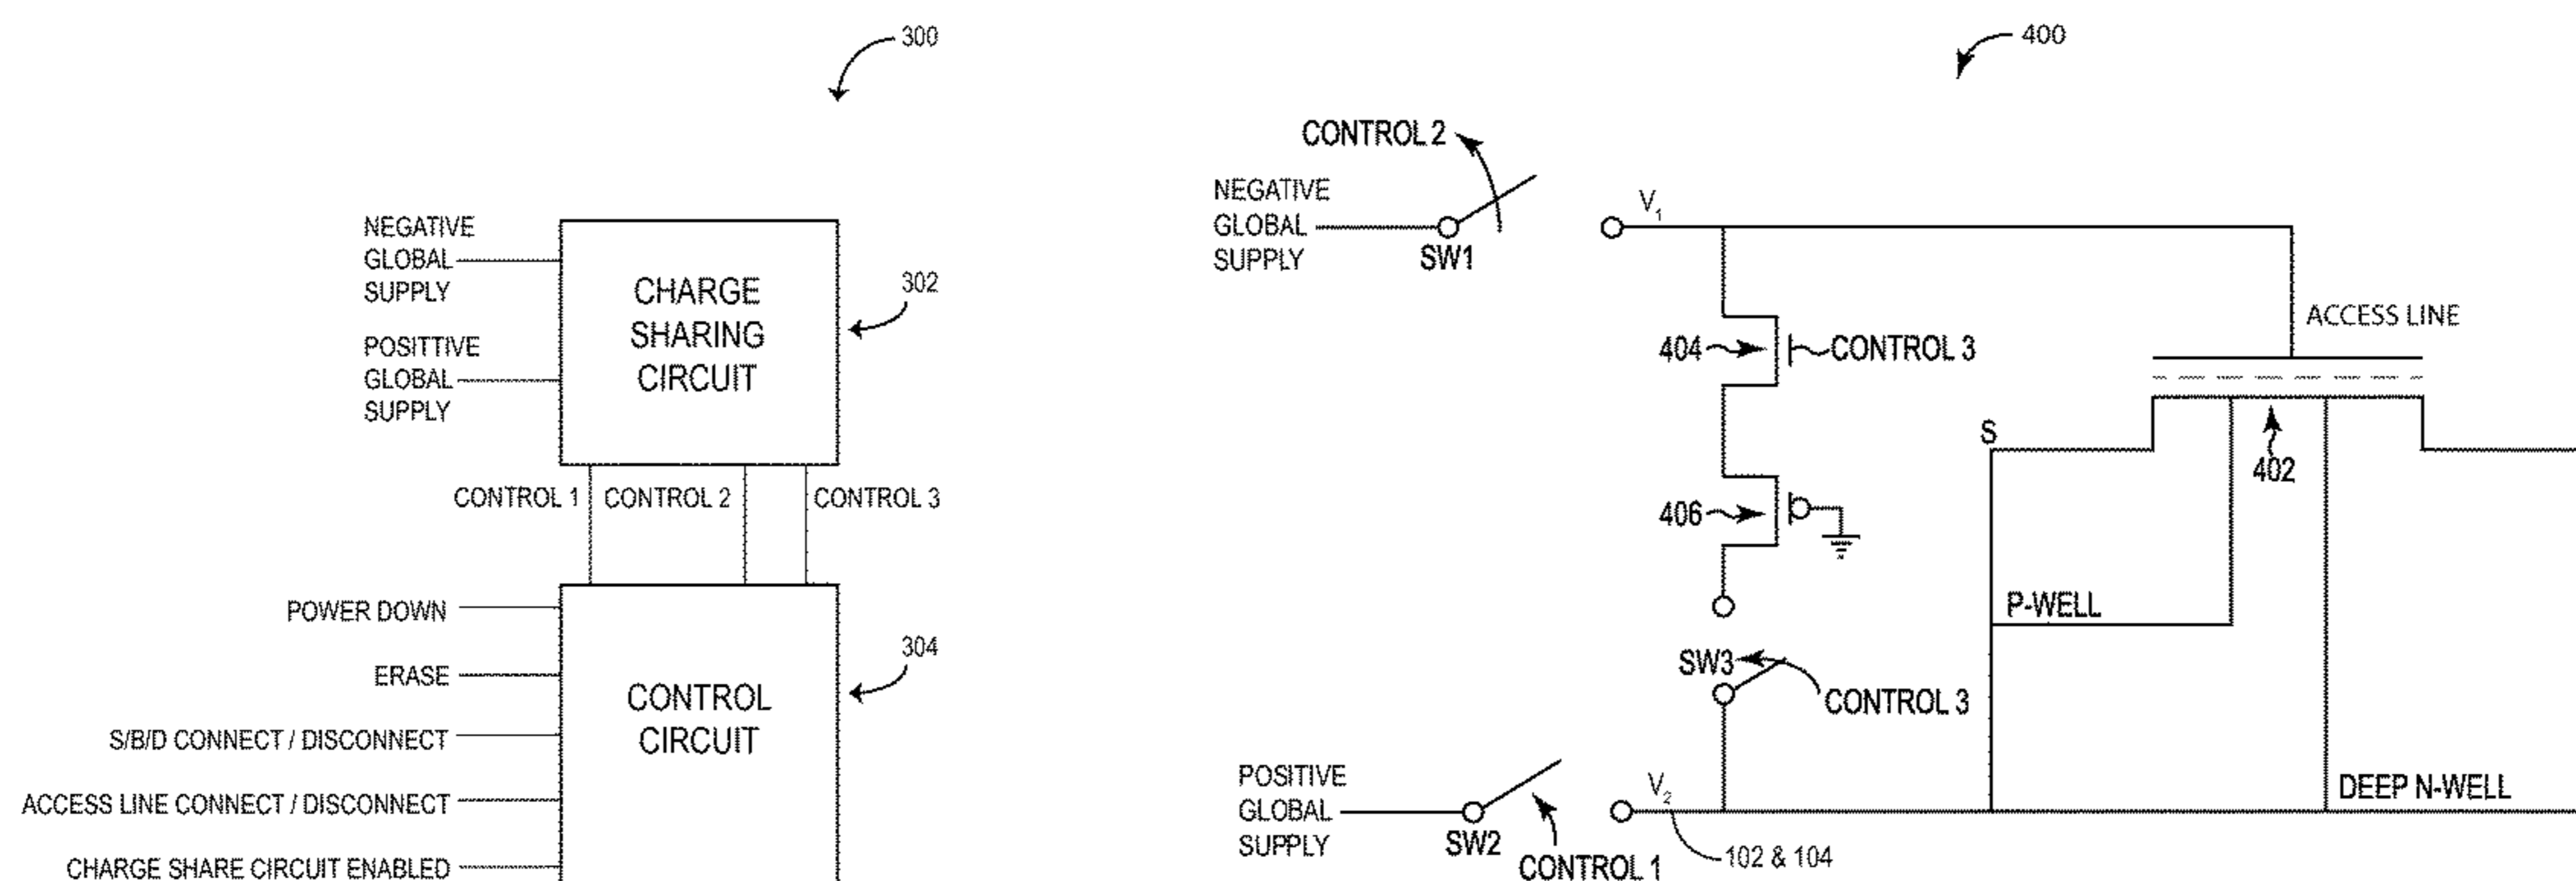 300
NEGATIVE
GLOBAL
SUPPLY
POSITTIVE
GLOBAL
SUPPLY
CHARGE
SHARING
CIRCUIT
302
CONTROL 1
CONTROL 2
CONTROL 3
POWER DOWN
ERASE
S/B/D CONNECT / DISCONNECT
ACCESS LINE CONNECT / DISCONNECT
CHARGE SHARE CIRCUIT ENABLED
CONTROL
CIRCUIT
304
400
CONTROL 2
NEGATIVE
GLOBAL
SUPPLY
SW1
V1
ACCESS LINE
404
CONTROL 3
S
402
406
P-WELL
SW3
CONTROL 3
POSITIVE
GLOBAL
SUPPLY
SW2
CONTROL 1
V2
102 & 104
DEEP N-WELL